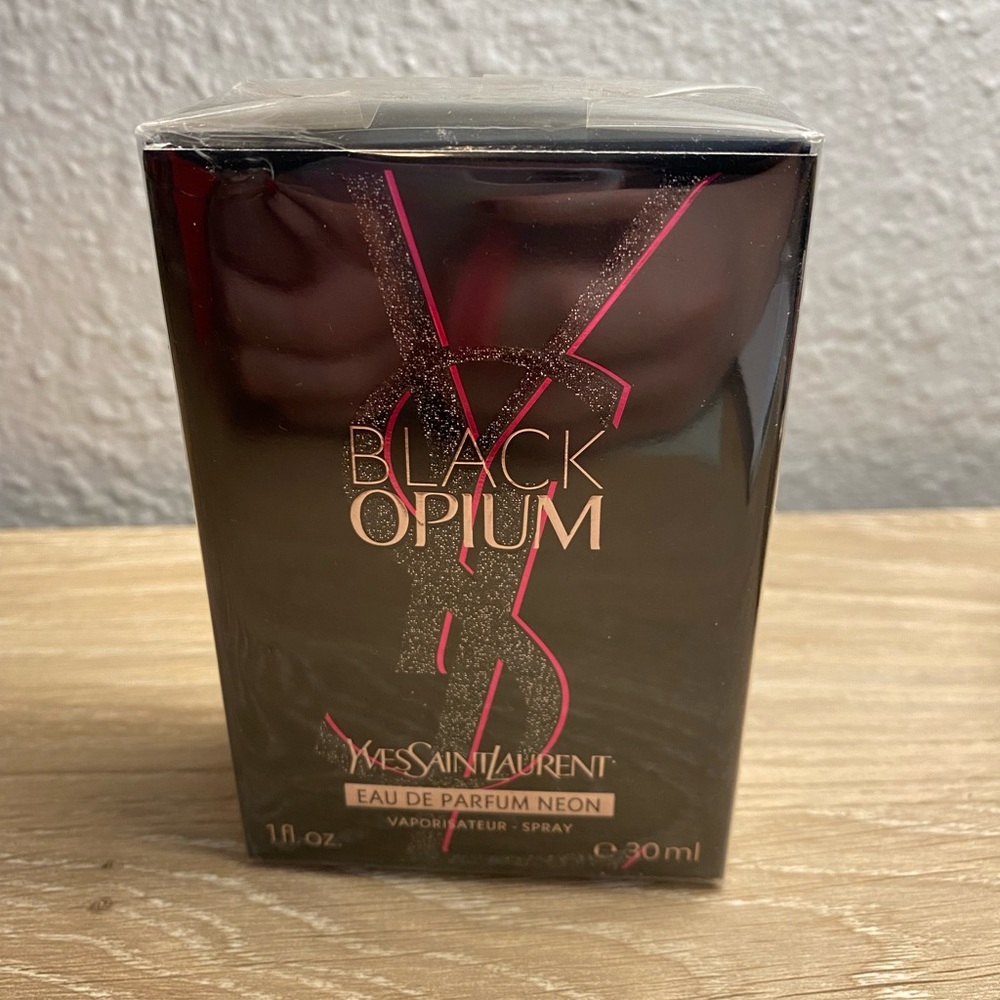 BLACK
OPIUM
YVESSAINTLAURENT
EAU DE PARFUM NEON
VAPORISATEUR - SPRAY
1 fl. oz. ℮ 30 ml